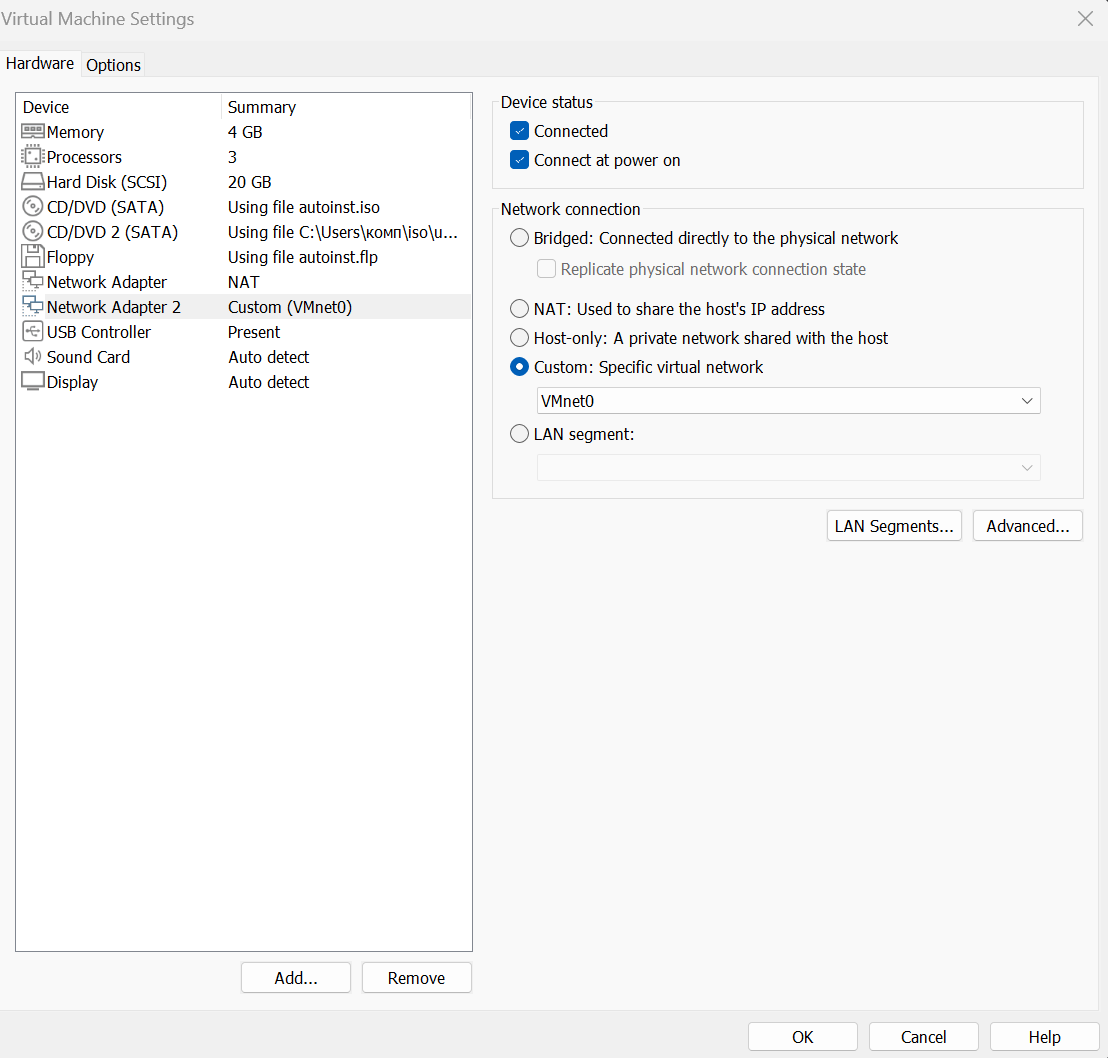 Virtual Machine Settings
Hardware Options
Device Summary
Memory 4 GB
Processors 3
Hard Disk (SCSI) 20 GB
CD/DVD (SATA) Using file autoinst.iso
CD/DVD 2 (SATA) Using file C:\Users\комп\iso\u...
Floppy Using file autoinst.flp
Network Adapter NAT
Network Adapter 2 Custom (VMnet0)
USB Controller Present
Sound Card Auto detect
Display Auto detect
Add... Remove
Device status
Connected
Connect at power on
Network connection
Bridged: Connected directly to the physical network
Replicate physical network connection state
NAT: Used to share the host's IP address
Host-only: A private network shared with the host
Custom: Specific virtual network
VMnet0
LAN segment:
LAN Segments... Advanced...
OK Cancel Help